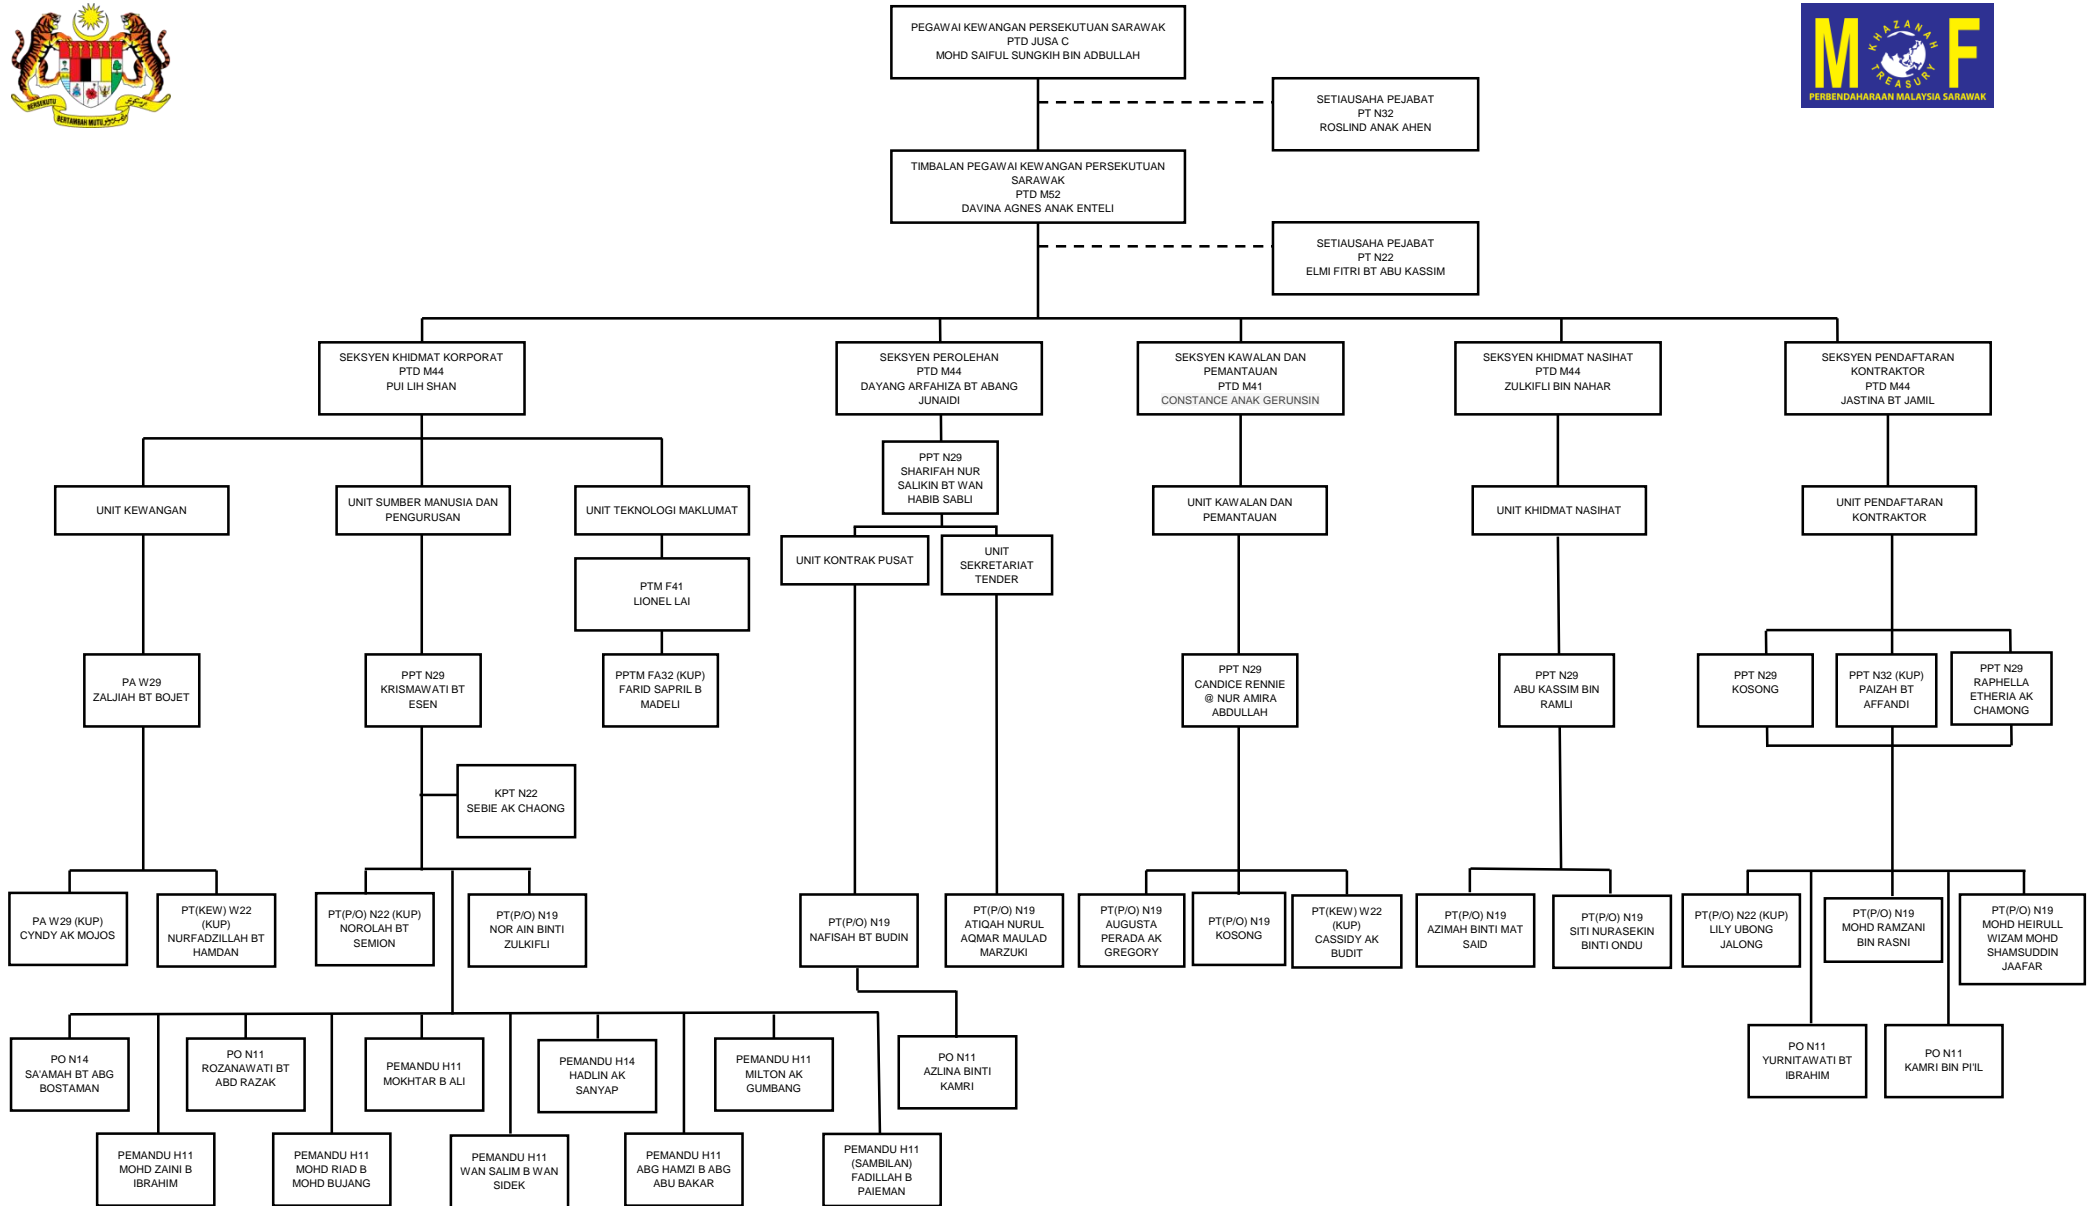 PEGAWAI KEWANGAN PERSEKUTUAN SARAWAK
PTD JUSA C
MOHD SAIFUL SUNGKIH BIN ADBULLAH
BERSEKUTU
BERTAMBAH MUTU
M F
KHAZANAH
TREASURY
PERBENDAHARAAN MALAYSIA SARAWAK
SETIAUSAHA PEJABAT
PT N32
ROSLIND ANAK AHEN
TIMBALAN PEGAWAI KEWANGAN PERSEKUTUAN
SARAWAK
PTD M52
DAVINA AGNES ANAK ENTELI
SETIAUSAHA PEJABAT
PT N22
ELMI FITRI BT ABU KASSIM
SEKSYEN KHIDMAT KORPORAT
PTD M44
PUI LIH SHAN
SEKSYEN PEROLEHAN
PTD M44
DAYANG ARFAHIZA BT ABANG
JUNAIDI
SEKSYEN KAWALAN DAN
PEMANTAUAN
PTD M41
CONSTANCE ANAK GERUNSIN
SEKSYEN KHIDMAT NASIHAT
PTD M44
ZULKIFLI BIN NAHAR
SEKSYEN PENDAFTARAN
KONTRAKTOR
PTD M44
JASTINA BT JAMIL
PPT N29
SHARIFAH NUR
SALIKIN BT WAN
HABIB SABLI
UNIT KEWANGAN
UNIT SUMBER MANUSIA DAN
PENGURUSAN
UNIT TEKNOLOGI MAKLUMAT
UNIT KAWALAN DAN
PEMANTAUAN
UNIT KHIDMAT NASIHAT
UNIT PENDAFTARAN
KONTRAKTOR
UNIT KONTRAK PUSAT
UNIT
SEKRETARIAT
TENDER
PTM F41
LIONEL LAI
PA W29
ZALJIAH BT BOJET
PPT N29
KRISMAWATI BT
ESEN
PPTM FA32 (KUP)
FARID SAPRIL B
MADELI
PPT N29
CANDICE RENNIE
@ NUR AMIRA
ABDULLAH
PPT N29
ABU KASSIM BIN
RAMLI
PPT N29
KOSONG
PPT N32 (KUP)
PAIZAH BT
AFFANDI
PPT N29
RAPHELLA
ETHERIA AK
CHAMONG
KPT N22
SEBIE AK CHAONG
PA W29 (KUP)
CYNDY AK MOJOS
PT(KEW) W22
(KUP)
NURFADZILLAH BT
HAMDAN
PT(P/O) N22 (KUP)
NOROLAH BT
SEMION
PT(P/O) N19
NOR AIN BINTI
ZULKIFLI
PT(P/O) N19
NAFISAH BT BUDIN
PT(P/O) N19
ATIQAH NURUL
AQMAR MAULAD
MARZUKI
PT(P/O) N19
AUGUSTA
PERADA AK
GREGORY
PT(P/O) N19
KOSONG
PT(KEW) W22
(KUP)
CASSIDY AK
BUDIT
PT(P/O) N19
AZIMAH BINTI MAT
SAID
PT(P/O) N19
SITI NURASEKIN
BINTI ONDU
PT(P/O) N22 (KUP)
LILY UBONG
JALONG
PT(P/O) N19
MOHD RAMZANI
BIN RASNI
PT(P/O) N19
MOHD HEIRULL
WIZAM MOHD
SHAMSUDDIN
JAAFAR
PO N14
SA'AMAH BT ABG
BOSTAMAN
PO N11
ROZANAWATI BT
ABD RAZAK
PEMANDU H11
MOKHTAR B ALI
PEMANDU H14
HADLIN AK
SANYAP
PEMANDU H11
MILTON AK
GUMBANG
PO N11
AZLINA BINTI
KAMRI
PO N11
YURNITAWATI BT
IBRAHIM
PO N11
KAMRI BIN PI'IL
PEMANDU H11
MOHD ZAINI B
IBRAHIM
PEMANDU H11
MOHD RIAD B
MOHD BUJANG
PEMANDU H11
WAN SALIM B WAN
SIDEK
PEMANDU H11
ABG HAMZI B ABG
ABU BAKAR
PEMANDU H11
(SAMBILAN)
FADILLAH B
PAIEMAN